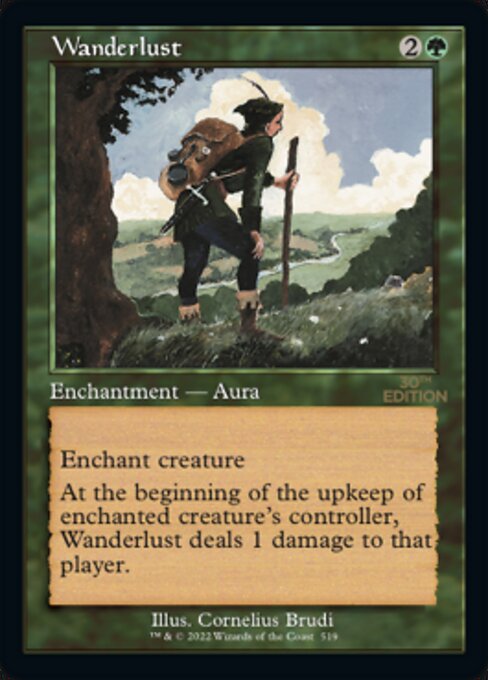 Wanderlust 2
Enchantment — Aura
30TH
EDITION
Enchant creature
At the beginning of the upkeep of
enchanted creature's controller,
Wanderlust deals 1 damage to that
player.
Illus. Cornelius Brudi
™ & © 2022 Wizards of the Coast 519